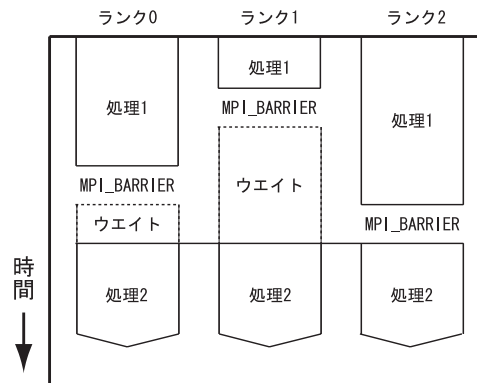 ランク0 ランク1 ランク2
処理1
MPI_BARRIER
処理1
処理1
MPI_BARRIER
ウエイト
ウエイト
MPI_BARRIER
処理2 処理2 処理2
時間